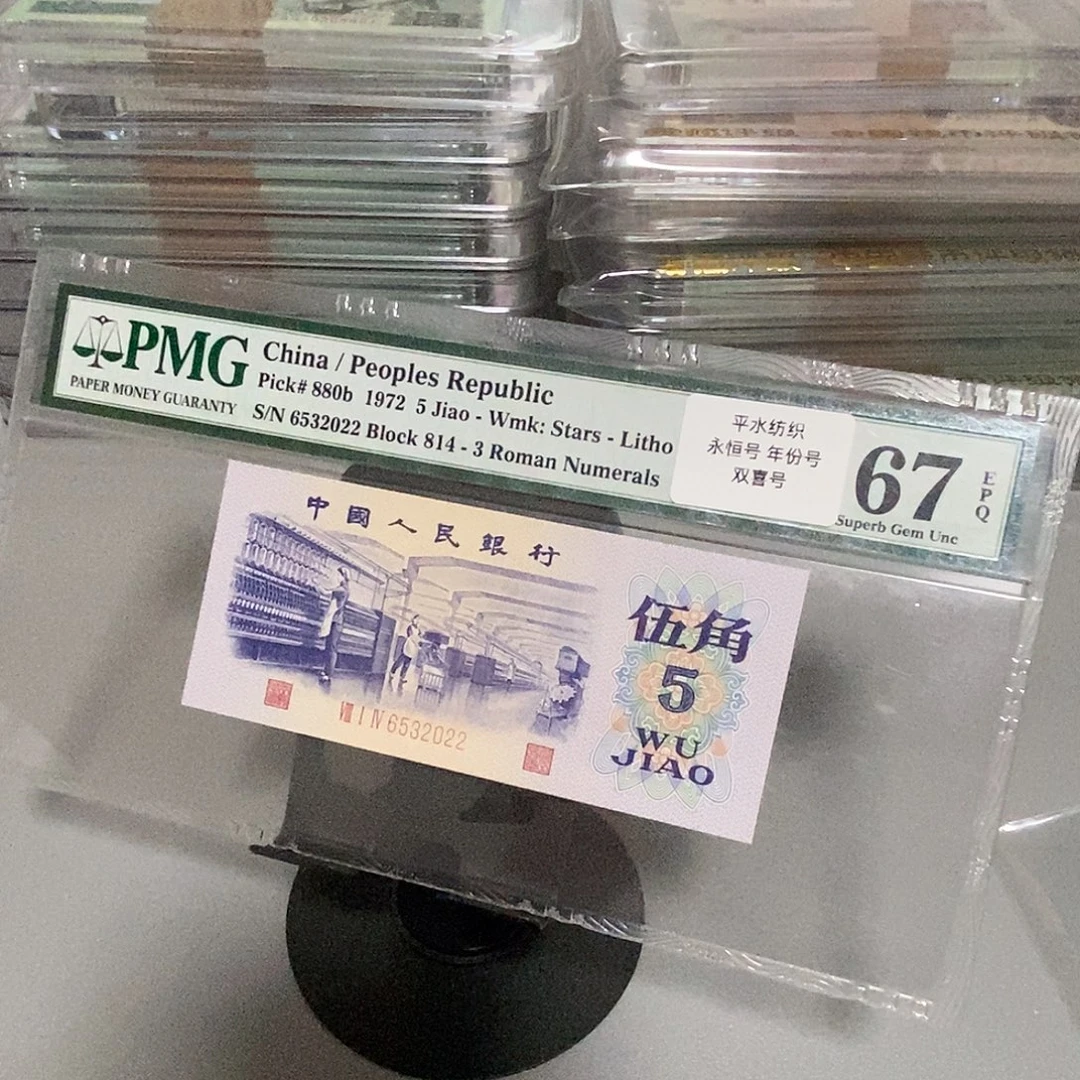 PMG
PAPER MONEY GUARANTY
China / Peoples Republic
Pick# 880b 1972 5 Jiao - Wmk: Stars - Litho
S/N 6532022 Block 814 - 3 Roman Numerals
平水纺织
永恒号 年份号
双喜号
67
EPQ
Superb Gem Unc
中國人民銀行
伍角
5
WU
JIAO
Ⅷ I Ⅳ 6532022